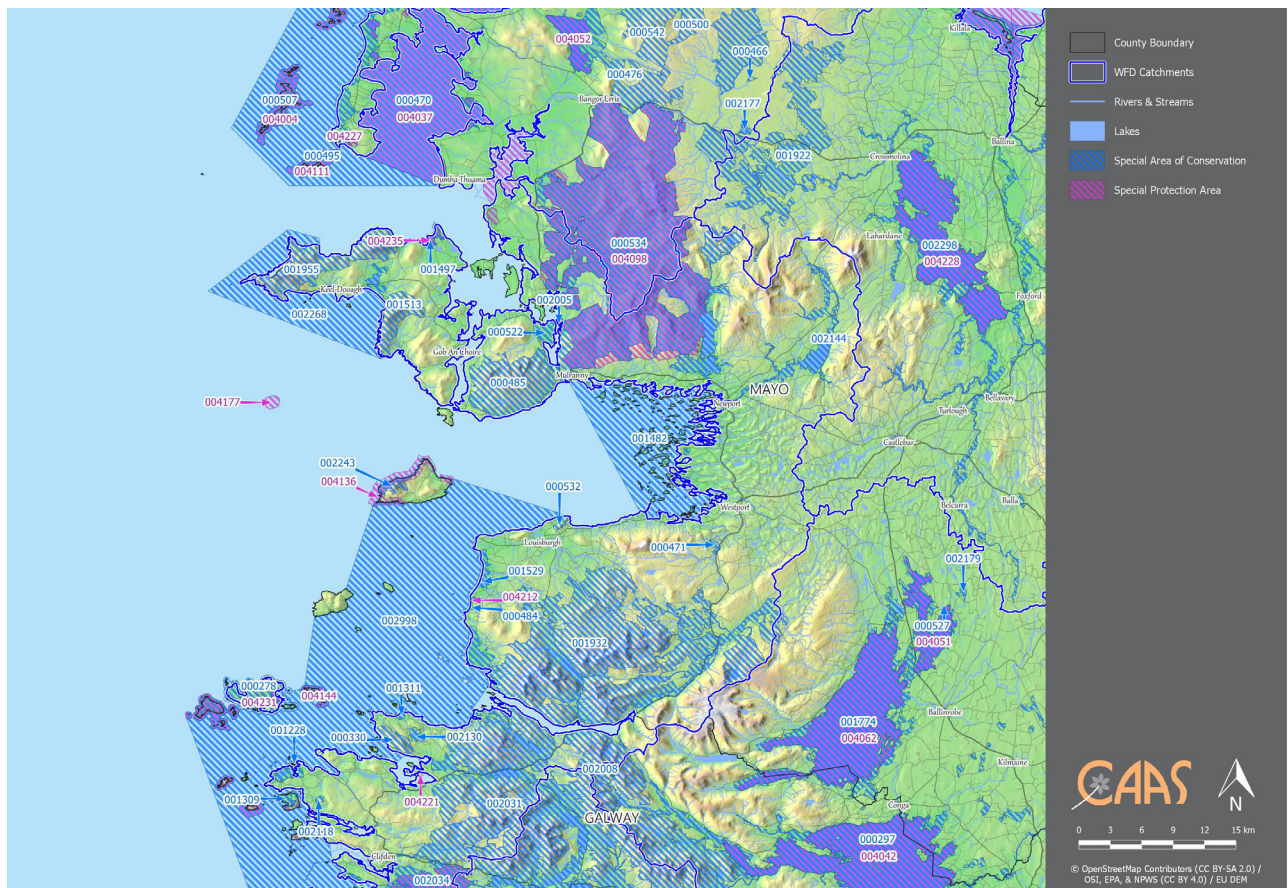 000500
000542
Killala
004052
000466
000476
000507
004004
Bangor Erris
000470
004037
002177
004227
000495
004111
001922
Crossmolina
Ballina
Dumha Thuama
000534
004098
Lahardane
002298
004228
004235
001955
001497
Keel-Dooagh
002268
001513
002005
Foxford
000522
Gob An Choire
002144
000485
Mulranny
MAYO
Newport
004177
Bellavary
Turlough
001482
Castlebar
002243
004136
000532
Westport
Balla
Belcarra
Louisburgh
000471
002179
001529
004212
000484
002998
001932
000527
004051
000278
004231
004144
001311
001774
004062
Ballinrobe
001228
000330
002130
Kilmaine
002008
001309
004221
002031
Conga
GALWAY
002118
000297
004042
Clifden
002034
County Boundary
WFD Catchments
Rivers & Streams
Lakes
Special Area of Conservation
Special Protection Area
CAAS
N
0 3 6 9 12 15 km
© OpenStreetMap Contributors (CC BY-SA 2.0) /
OSI, EPA, & NPWS (CC BY 4.0) / EU DEM